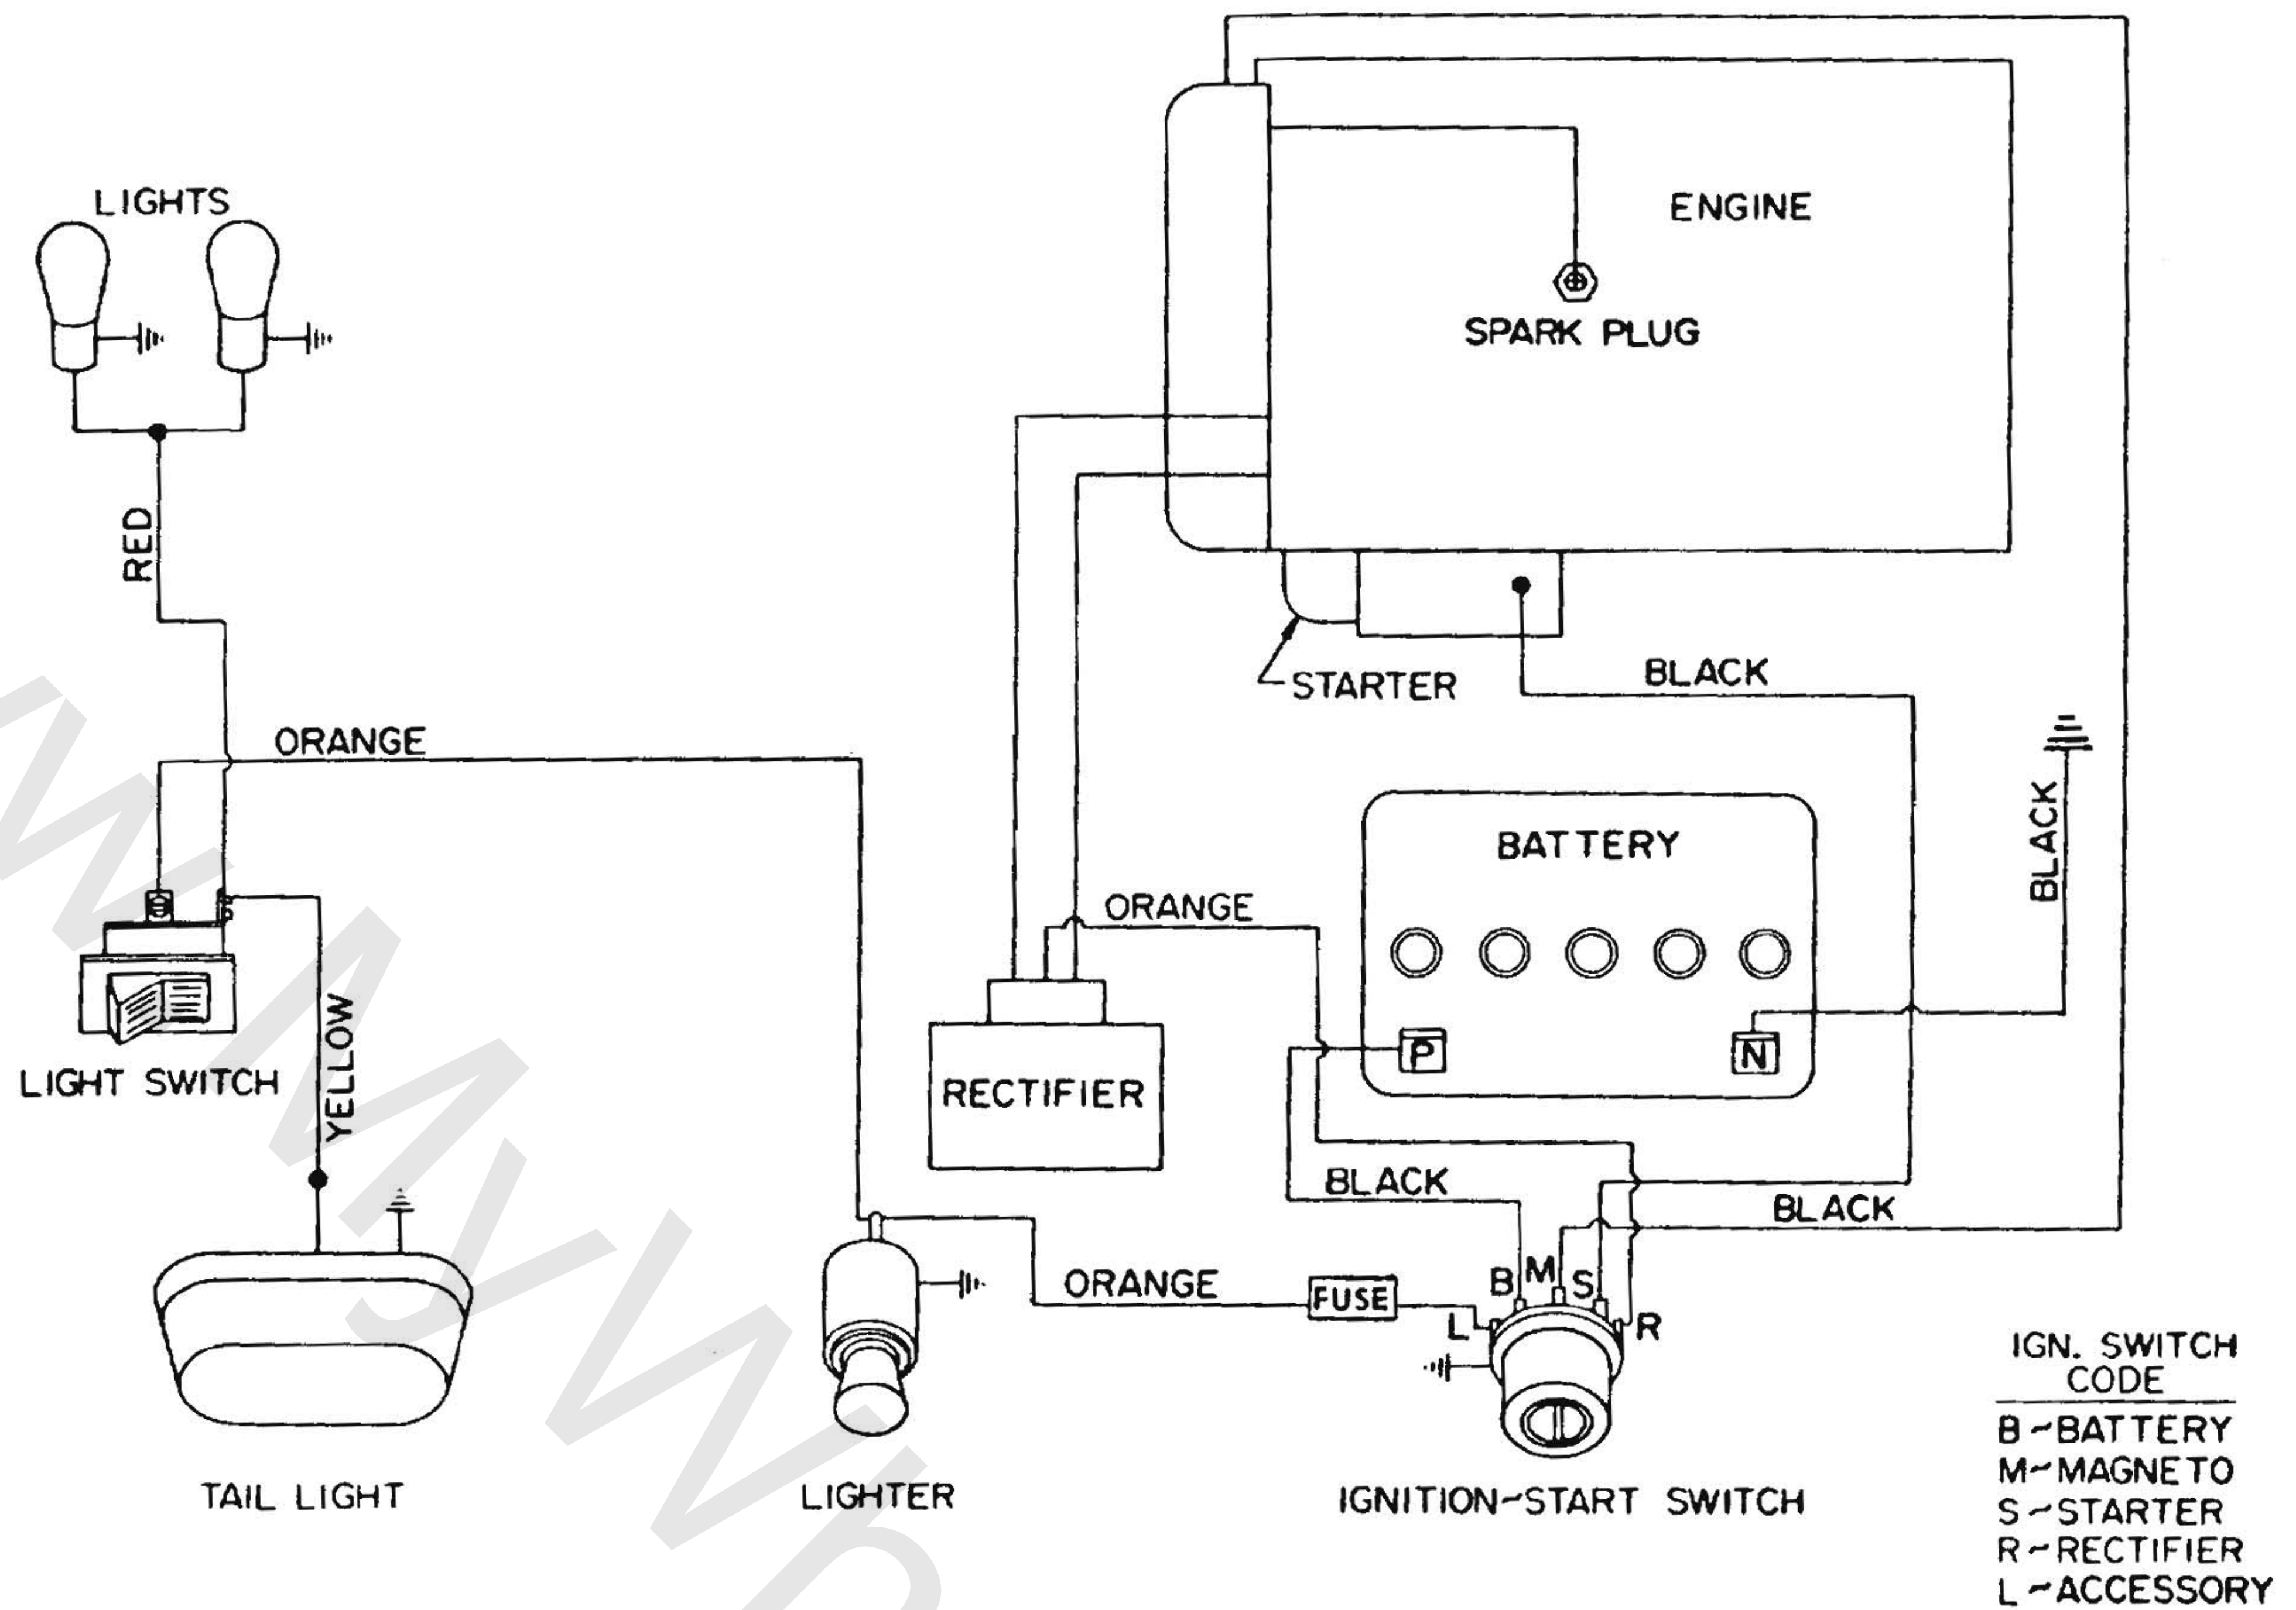 LIGHTS
ENGINE
SPARK PLUG
RED
STARTER
BLACK
ORANGE
BLACK
BATTERY
ORANGE
YELLOW
P
N
LIGHT SWITCH
RECTIFIER
BLACK
BLACK
ORANGE
FUSE
B
M
S
L
R
TAIL LIGHT
LIGHTER
IGNITION~START SWITCH
IGN. SWITCH
CODE
B~BATTERY
M~MAGNETO
S~STARTER
R~RECTIFIER
L~ACCESSORY